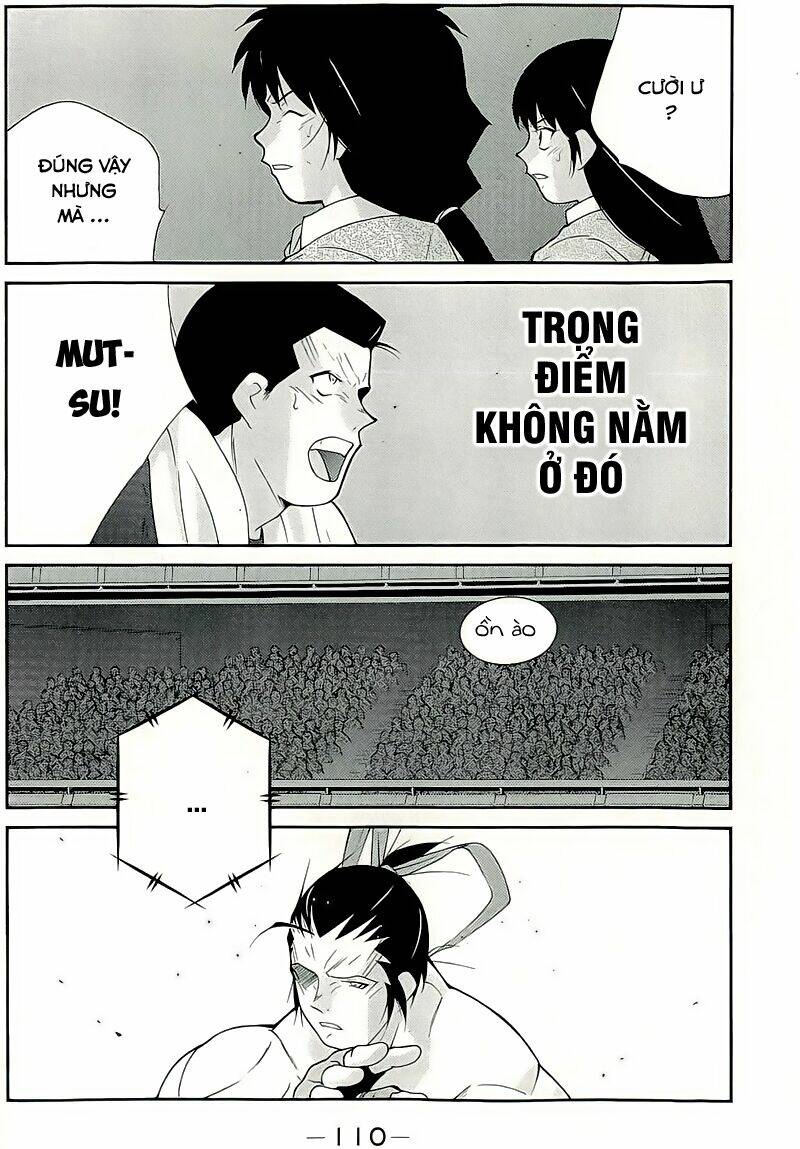 CƯỜI Ư
?
ĐÚNG VẬY
NHƯNG
MÀ ...
TRỌNG
ĐIỂM
KHÔNG NẰM
Ở ĐÓ
MUT-
SU!
ồn ào
...
—110—